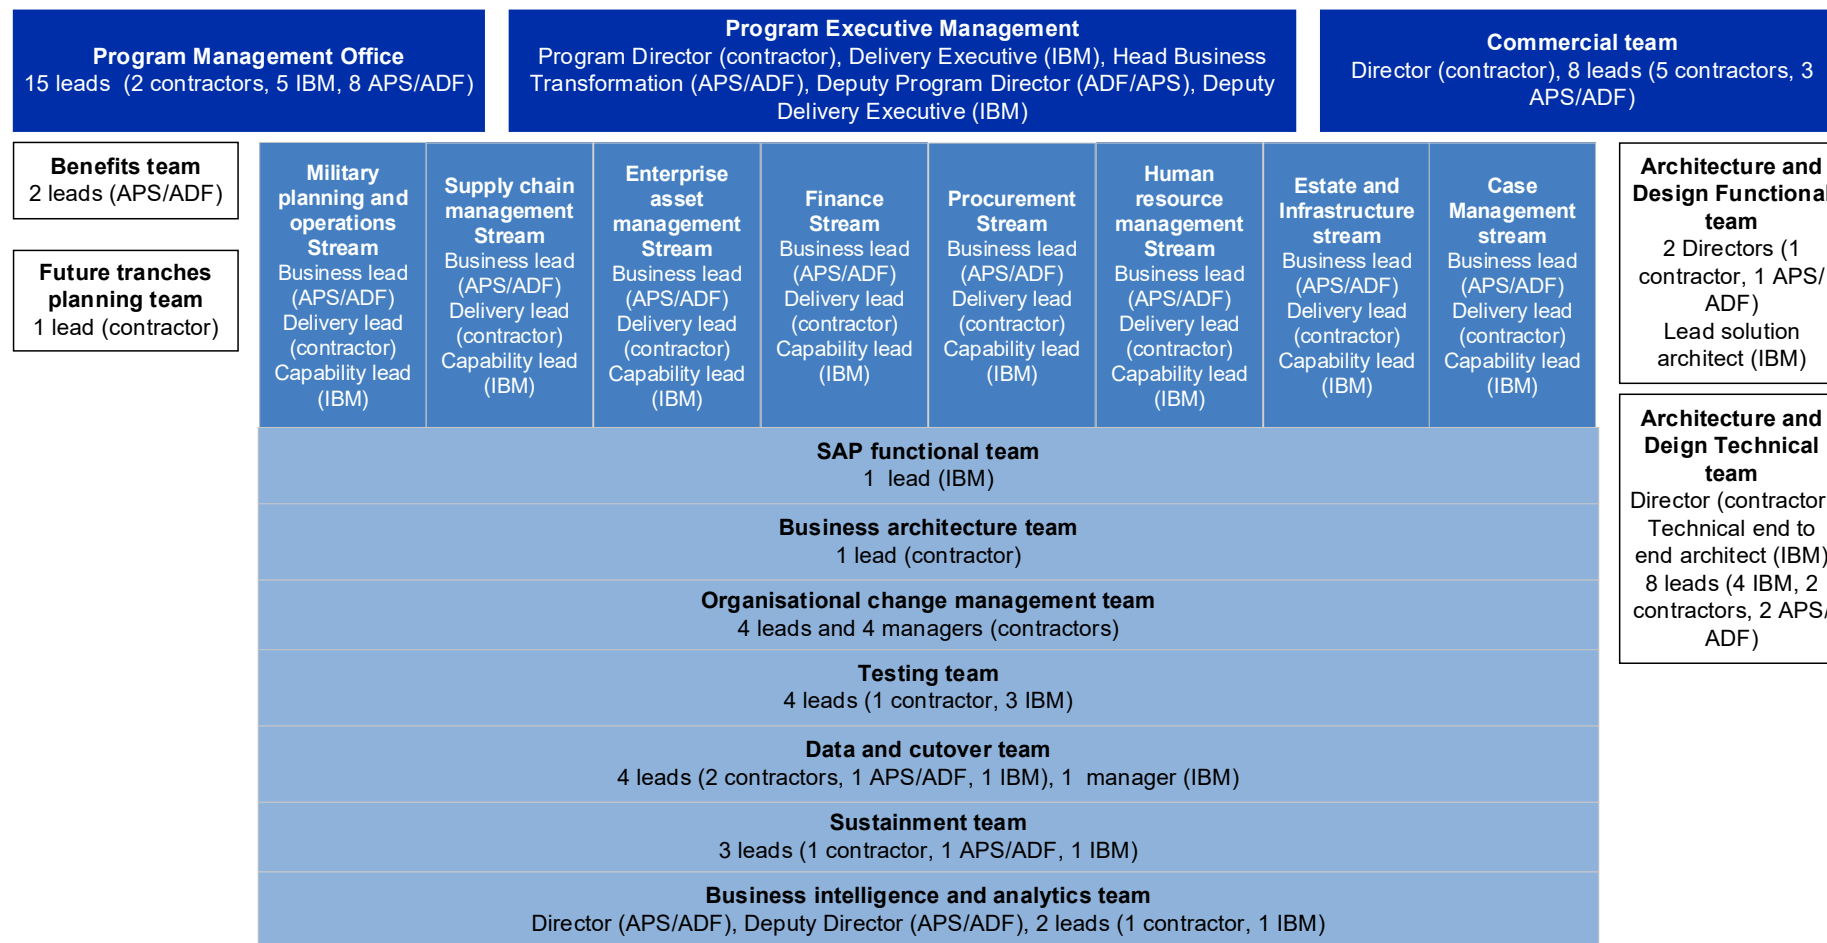 Program Management Office
15 leads  (2 contractors, 5 IBM, 8 APS/ADF)
Program Executive Management
Program Director (contractor), Delivery Executive (IBM), Head Business
Transformation (APS/ADF), Deputy Program Director (ADF/APS), Deputy
Delivery Executive (IBM)
Commercial team
Director (contractor), 8 leads (5 contractors, 3
APS/ADF)
Benefits team
2 leads (APS/ADF)
Future tranches
planning team
1 lead (contractor)
Military
planning and
operations
Stream
Business lead
(APS/ADF)
Delivery lead
(contractor)
Capability lead
(IBM)
Supply chain
management
Stream
Business lead
(APS/ADF)
Delivery lead
(contractor)
Capability lead
(IBM)
Enterprise
asset
management
Stream
Business lead
(APS/ADF)
Delivery lead
(contractor)
Capability lead
(IBM)
Finance
Stream
Business lead
(APS/ADF)
Delivery lead
(contractor)
Capability lead
(IBM)
Procurement
Stream
Business lead
(APS/ADF)
Delivery lead
(contractor)
Capability lead
(IBM)
Human
resource
management
Stream
Business lead
(APS/ADF)
Delivery lead
(contractor)
Capability lead
(IBM)
Estate and
Infrastructure
stream
Business lead
(APS/ADF)
Delivery lead
(contractor)
Capability lead
(IBM)
Case
Management
stream
Business lead
(APS/ADF)
Delivery lead
(contractor)
Capability lead
(IBM)
Architecture and
Design Functional
team
2 Directors (1
contractor, 1 APS/
ADF)
Lead solution
architect (IBM)
Architecture and
Deign Technical
team
Director (contractor
Technical end to
end architect (IBM)
8 leads (4 IBM, 2
contractors, 2 APS/
ADF)
SAP functional team
1  lead (IBM)
Business architecture team
1 lead (contractor)
Organisational change management team
4 leads and 4 managers (contractors)
Testing team
4 leads (1 contractor, 3 IBM)
Data and cutover team
4 leads (2 contractors, 1 APS/ADF, 1 IBM), 1  manager (IBM)
Sustainment team
3 leads (1 contractor, 1 APS/ADF, 1 IBM)
Business intelligence and analytics team
Director (APS/ADF), Deputy Director (APS/ADF), 2 leads (1 contractor, 1 IBM)